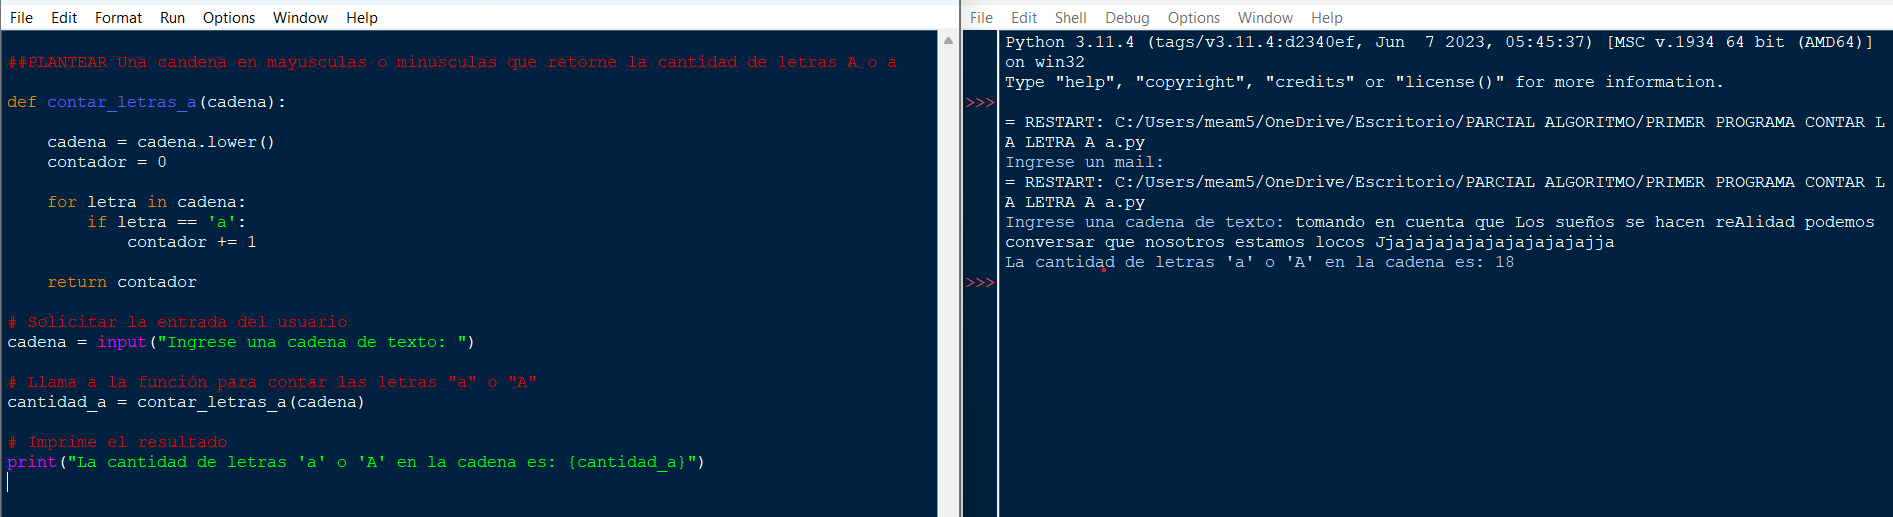 File Edit Format Run Options Window Help
##PLANTEAR Una candena en mayusculas o minusculas que retorne la cantidad de letras A o a
def contar_letras_a(cadena):
cadena = cadena.lower()
contador = 0
for letra in cadena:
if letra == 'a':
contador += 1
return contador
# Solicitar la entrada del usuario
cadena = input("Ingrese una cadena de texto: ")
# Llama a la función para contar las letras "a" o "A"
cantidad_a = contar_letras_a(cadena)
# Imprime el resultado
print("La cantidad de letras 'a' o 'A' en la cadena es: {cantidad_a}")
File Edit Shell Debug Options Window Help
Python 3.11.4 (tags/v3.11.4:d2340ef, Jun 7 2023, 05:45:37) [MSC v.1934 64 bit (AMD64)]
on win32
Type "help", "copyright", "credits" or "license()" for more information.
>>>
= RESTART: C:/Users/meam5/OneDrive/Escritorio/PARCIAL ALGORITMO/PRIMER PROGRAMA CONTAR L
A LETRA A a.py
Ingrese un mail:
= RESTART: C:/Users/meam5/OneDrive/Escritorio/PARCIAL ALGORITMO/PRIMER PROGRAMA CONTAR L
A LETRA A a.py
Ingrese una cadena de texto: tomando en cuenta que Los sueños se hacen reAlidad podemos
conversar que nosotros estamos locos Jjajajajajajajajajajajja
La cantidad de letras 'a' o 'A' en la cadena es: 18
>>>